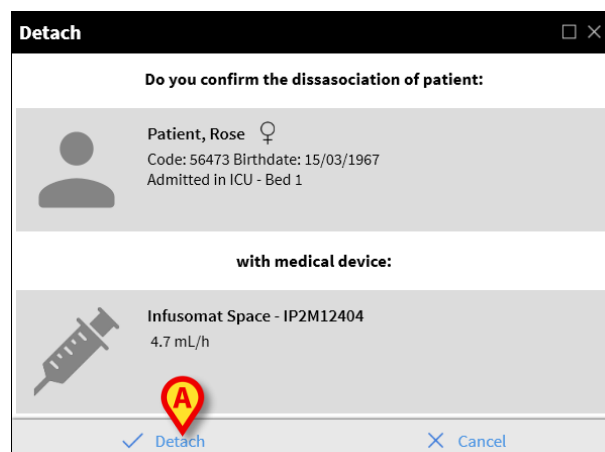 Detach
Do you confirm the dissasociation of patient:
Patient, Rose
Code: 56473 Birthdate: 15/03/1967
Admitted in ICU - Bed 1
with medical device:
Infusomat Space - IP2M12404
4.7 mL/h
A
Detach Cancel